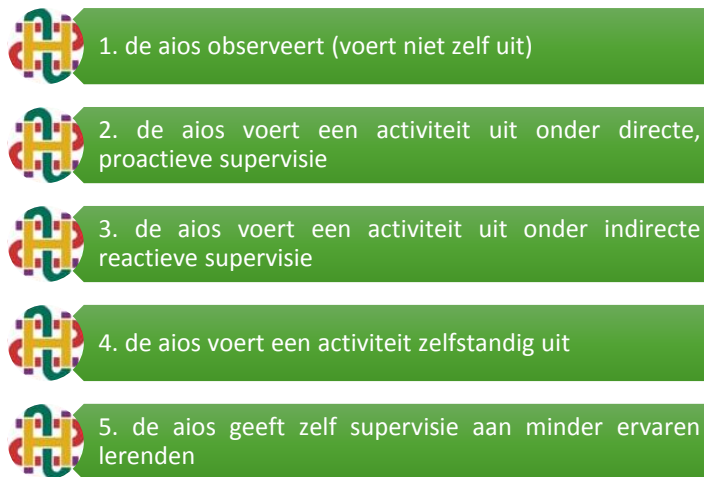 1. de aios observeert (voert niet zelf uit)
2. de aios voert een activiteit uit onder directe,
proactieve supervisie
3. de aios voert een activiteit uit onder indirecte
reactieve supervisie
4. de aios voert een activiteit zelfstandig uit
5. de aios geeft zelf supervisie aan minder ervaren
lerenden